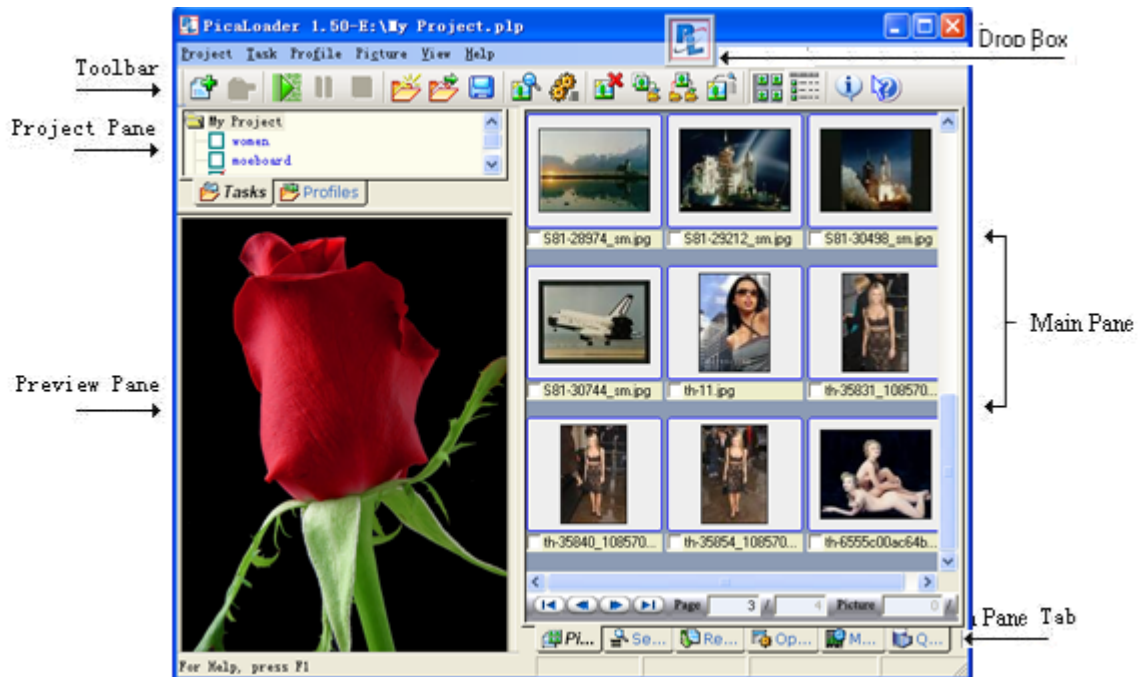 PicaLoader 1.50-E:\My Project.plp
Drop Box
Project Task Profile Picture View Help
Toolbar
Project Pane
My Project
women
moeboard
Tasks Profiles
S81-28974_sm.jpg S81-29212_sm.jpg S81-30498_sm.jpg
Main Pane
Preview Pane
S81-30744_sm.jpg th-11.jpg th-35831_108570...
th-35840_108570... th-35854_108570... th-6555c00ac64b...
Page 3 / 4 Picture 0 /
Pi... Se... Re... Op... M... Q...
Pane Tab
For Help, press F1